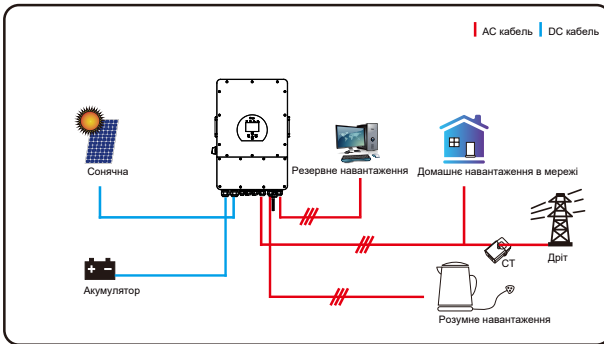 AC кабель
DC кабель
Сонячна
Резервне навантаження
Домашнє навантаження в мережі
CT
Дріт
Акумулятор
Розумне навантаження